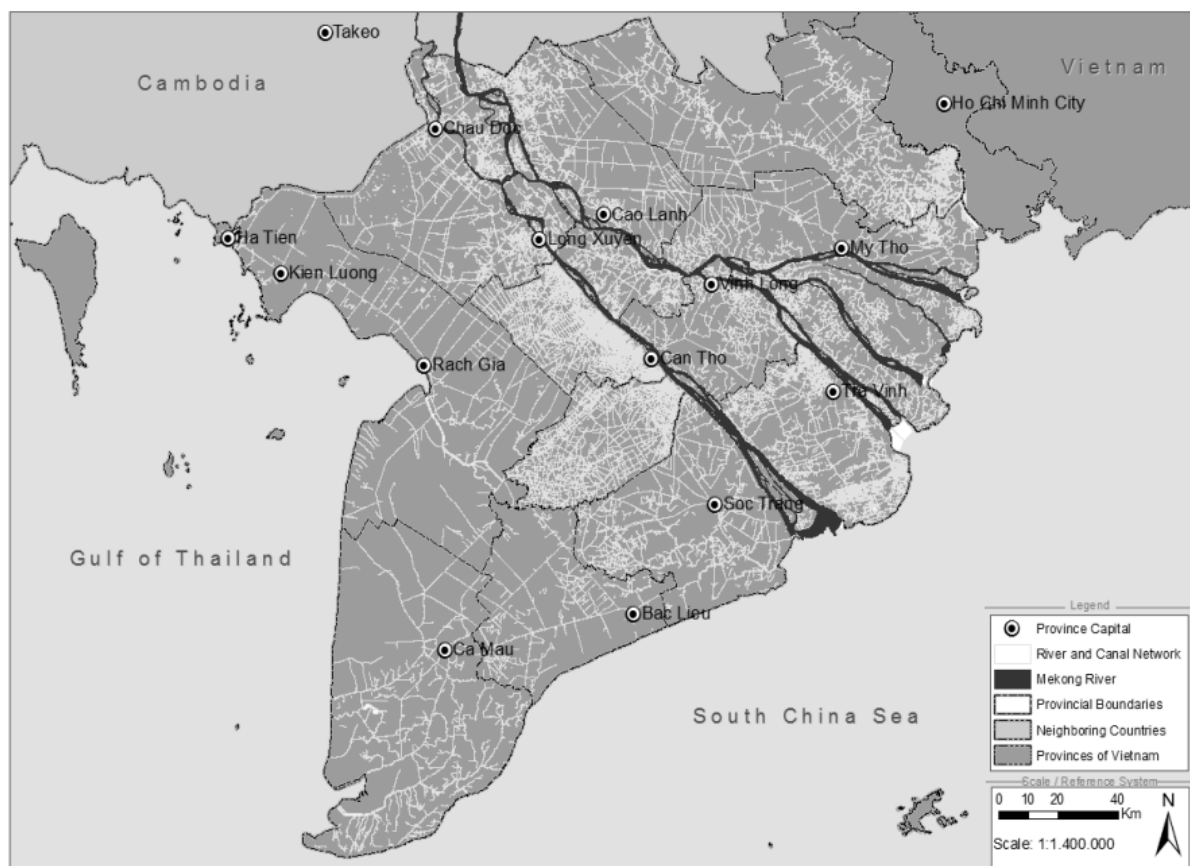 Takeo
Cambodia
Vietnam
Ho Chi Minh City
Chau Doc
Cao Lanh
Ha Tien
Long Xuyen
My Tho
Kien Luong
Vinh Long
Rach Gia
Can Tho
Tra Vinh
Soc Trang
Gulf of Thailand
Bac Lieu
Ca Mau
South China Sea
Legend
Province Capital
River and Canal Network
Mekong River
Provincial Boundaries
Neighboring Countries
Provinces of Vietnam
Scale / Reference System
0 10 20 40
Km
N
Scale: 1:1.400.000